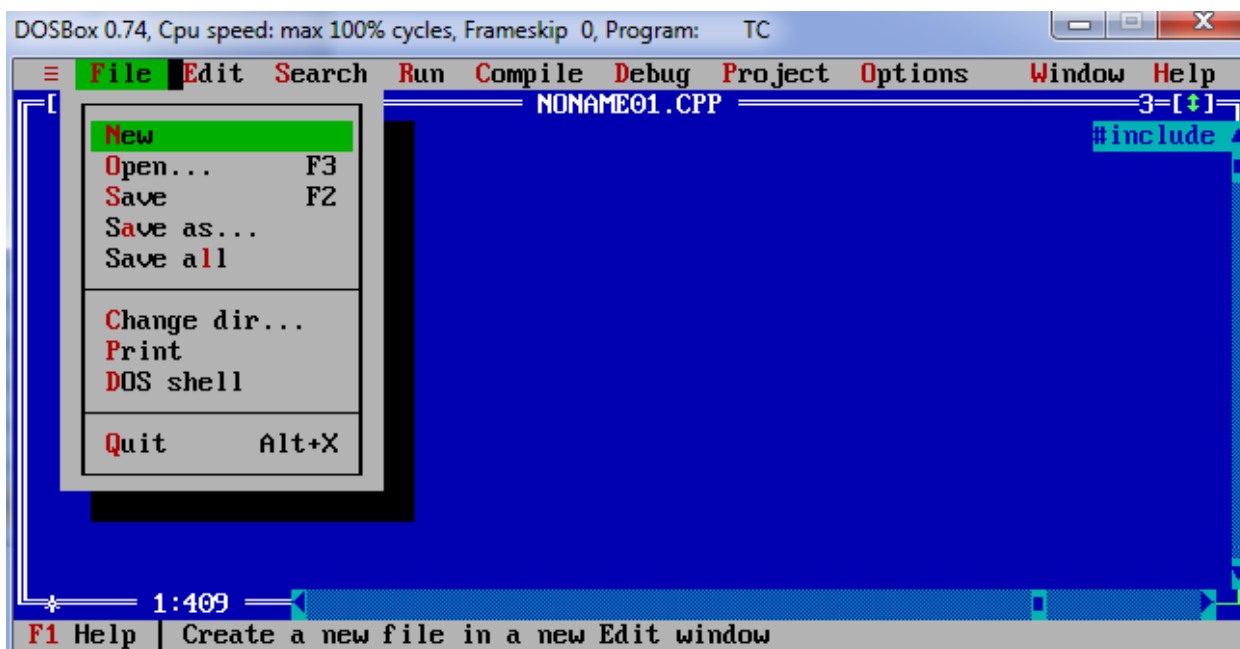 DOSBox 0.74, Cpu speed: max 100% cycles, Frameskip 0, Program: TC
≡ File Edit Search Run Compile Debug Project Options Window Help
[ NONAME01.CPP 3=[↕]
#include
New
Open... F3
Save F2
Save as...
Save all
Change dir...
Print
DOS shell
Quit Alt+X
1:409
F1 Help | Create a new file in a new Edit window